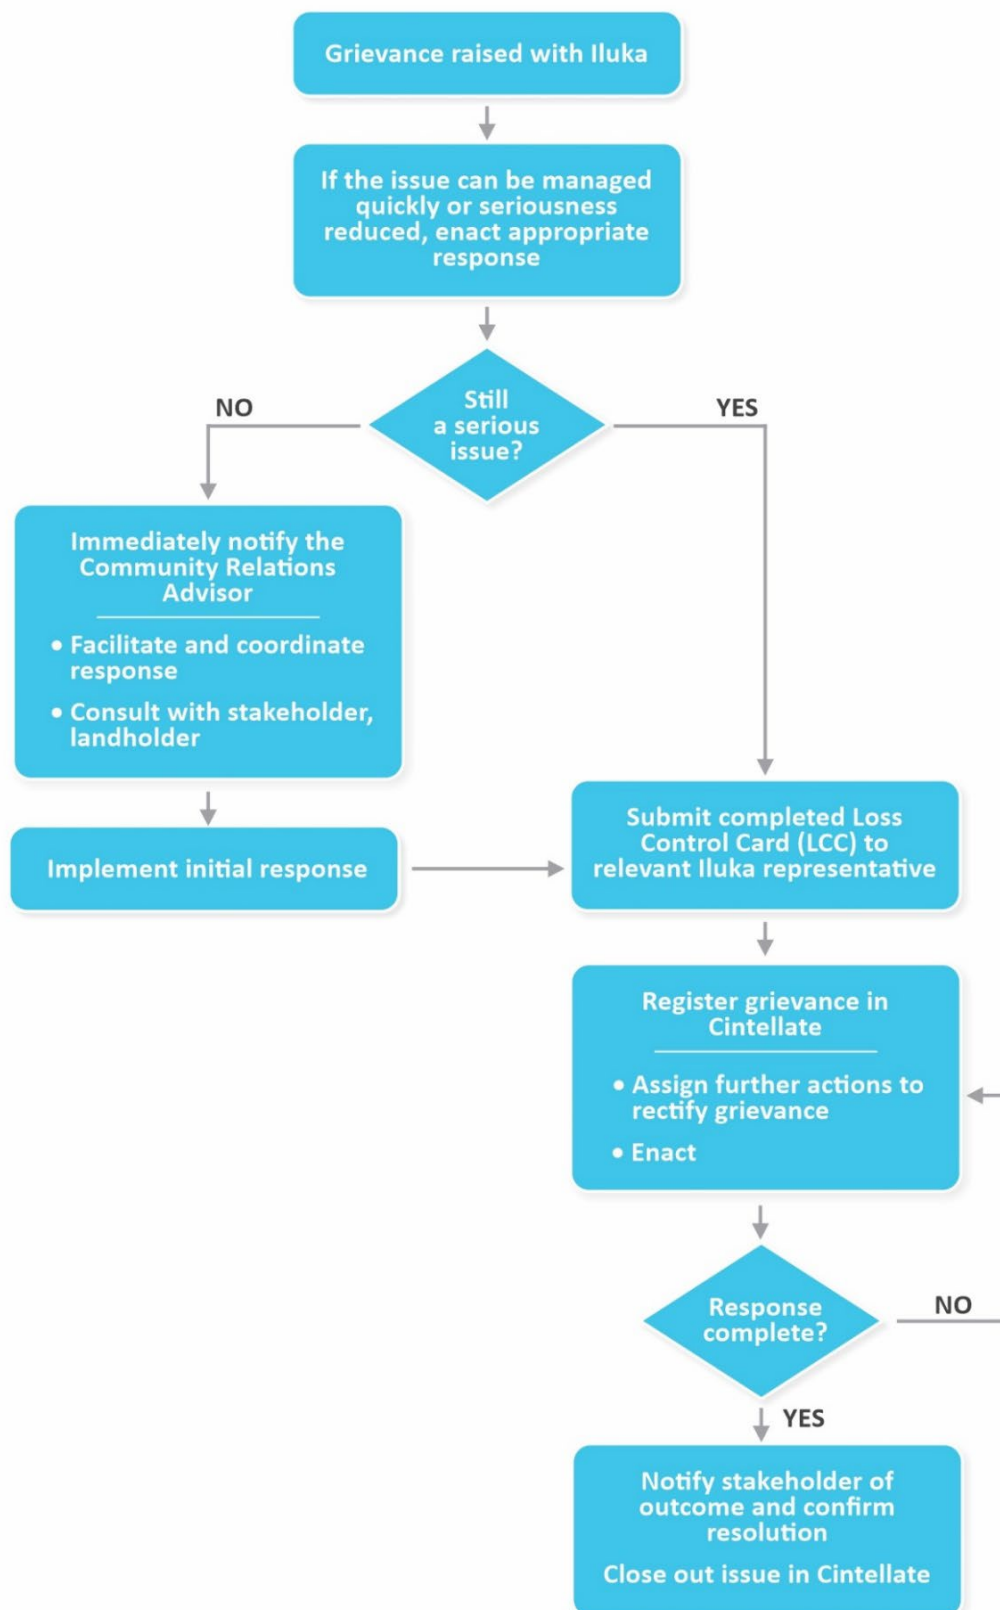 Grievance raised with Iluka
If the issue can be managed
quickly or seriousness
reduced, enact appropriate
response
Still
a serious
issue?
NO
YES
Immediately notify the
Community Relations
Advisor
• Facilitate and coordinate
response
• Consult with stakeholder,
landholder
Implement initial response
Submit completed Loss
Control Card (LCC) to
relevant Iluka representative
Register grievance in
Cintellate
• Assign further actions to
rectify grievance
• Enact
Response
complete?
NO
YES
Notify stakeholder of
outcome and confirm
resolution
Close out issue in Cintellate